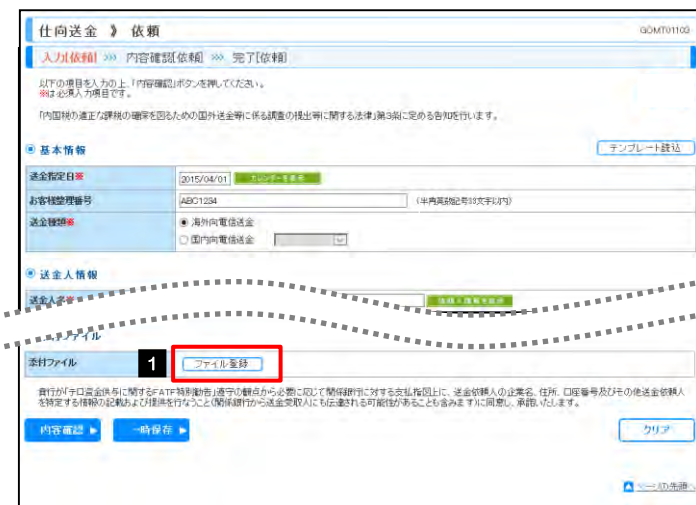 仕向送金 》 依頼
GOMT01102
入力[依頼] >>> 内容確認[依頼] >>> 完了[依頼]
以下の項目を入力の上、「内容確認」ボタンを押してください。
※は必須入力項目です。
「内国税の適正な課税の確保を図るための国外送金等に係る調書の提出等に関する法律」第3条に定める告知を行います。
基本情報
テンプレート読込
送金指定日※
2015/04/01
カレンダーを表示
お客様整理番号
ABC1234
(半角英数記号13文字以内)
送金種類※
海外向電信送金
国内向電信送金
送金人情報
送金人名※
依頼人情報を表示
添付ファイル
1
ファイル登録
貴行が「テロ資金供与に関するFATF特別勧告」遵守の観点から必要に応じて関係銀行に対する支払指図上に、送金依頼人の企業名、住所、口座番号及びその他送金依頼人
を特定する情報の記載および提供を行なうこと(関係銀行から送金受取人にも伝達される可能性があることも含みます)に同意し、承諾いたします。
内容確認
一時保存
クリア
ページの先頭へ